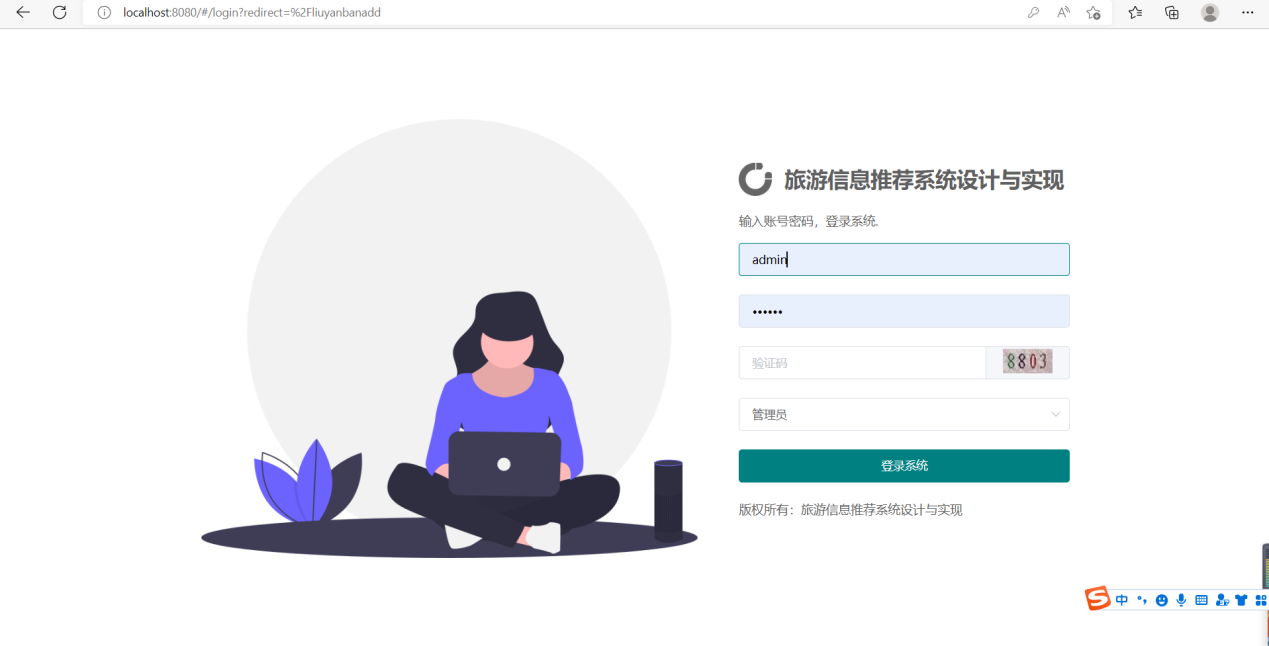 localhost:8080/#/login?redirect=%2Fliuyanbanadd
旅游信息推荐系统设计与实现
输入账号密码，登录系统.
admin
••••••
验证码
8803
管理员
登录系统
版权所有：旅游信息推荐系统设计与实现
S 中